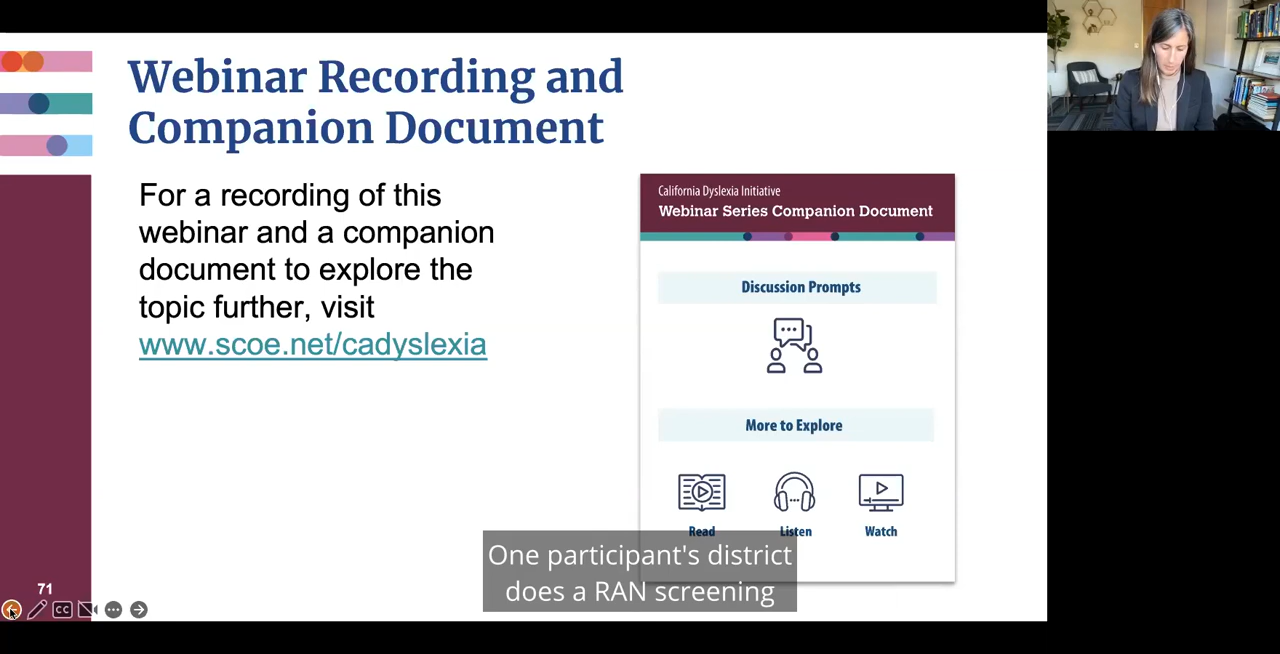 Webinar Recording and
Companion Document
For a recording of this
webinar and a companion
document to explore the
topic further, visit
www.scoe.net/cadyslexia
California Dyslexia Initiative
Webinar Series Companion Document
Discussion Prompts
More to Explore
Read
Listen
Watch
One participant's district
does a RAN screening
71
CC